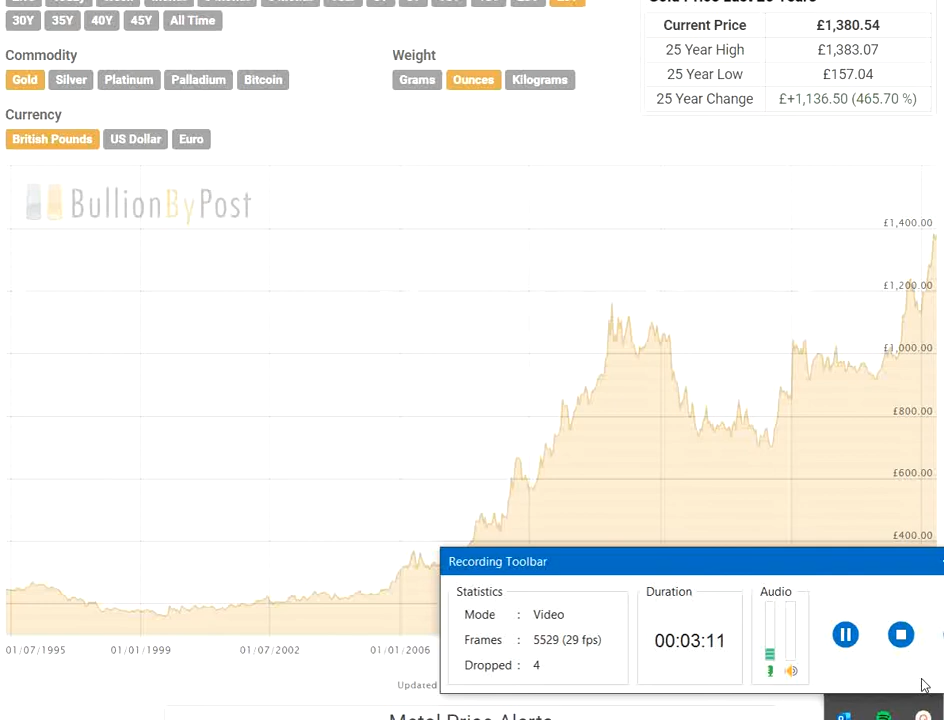 30Y 35Y 40Y 45Y All Time
Commodity
Gold Silver Platinum Palladium Bitcoin
Weight
Grams Ounces Kilograms
Currency
British Pounds US Dollar Euro
Current Price £1,380.54
25 Year High £1,383.07
25 Year Low £157.04
25 Year Change £+1,136.50 (465.70 %)
BullionByPost
£1,400.00
£1,200.00
£1,000.00
£800.00
£600.00
£400.00
01/07/1995 01/01/1999 01/07/2002 01/01/2006
Updated
Recording Toolbar
Statistics
Mode : Video
Frames : 5529 (29 fps)
Dropped : 4
Duration
00:03:11
Audio
Metal Price Alerts